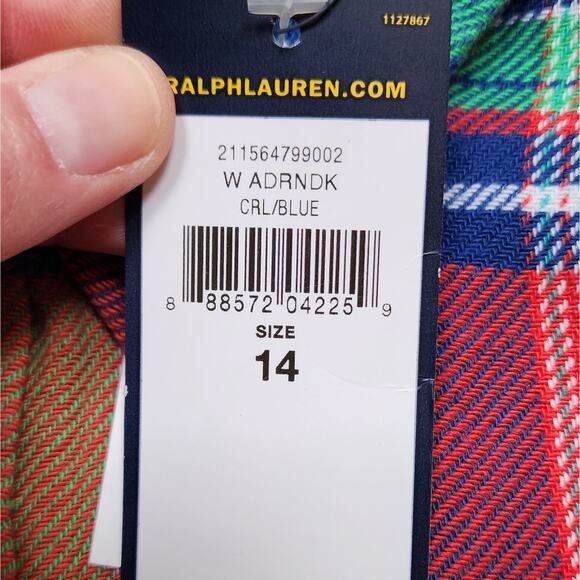 1127867
RALPHLAUREN.COM
211564799002
W ADRNDK
CRL/BLUE
8 88572 04225 9
SIZE
14